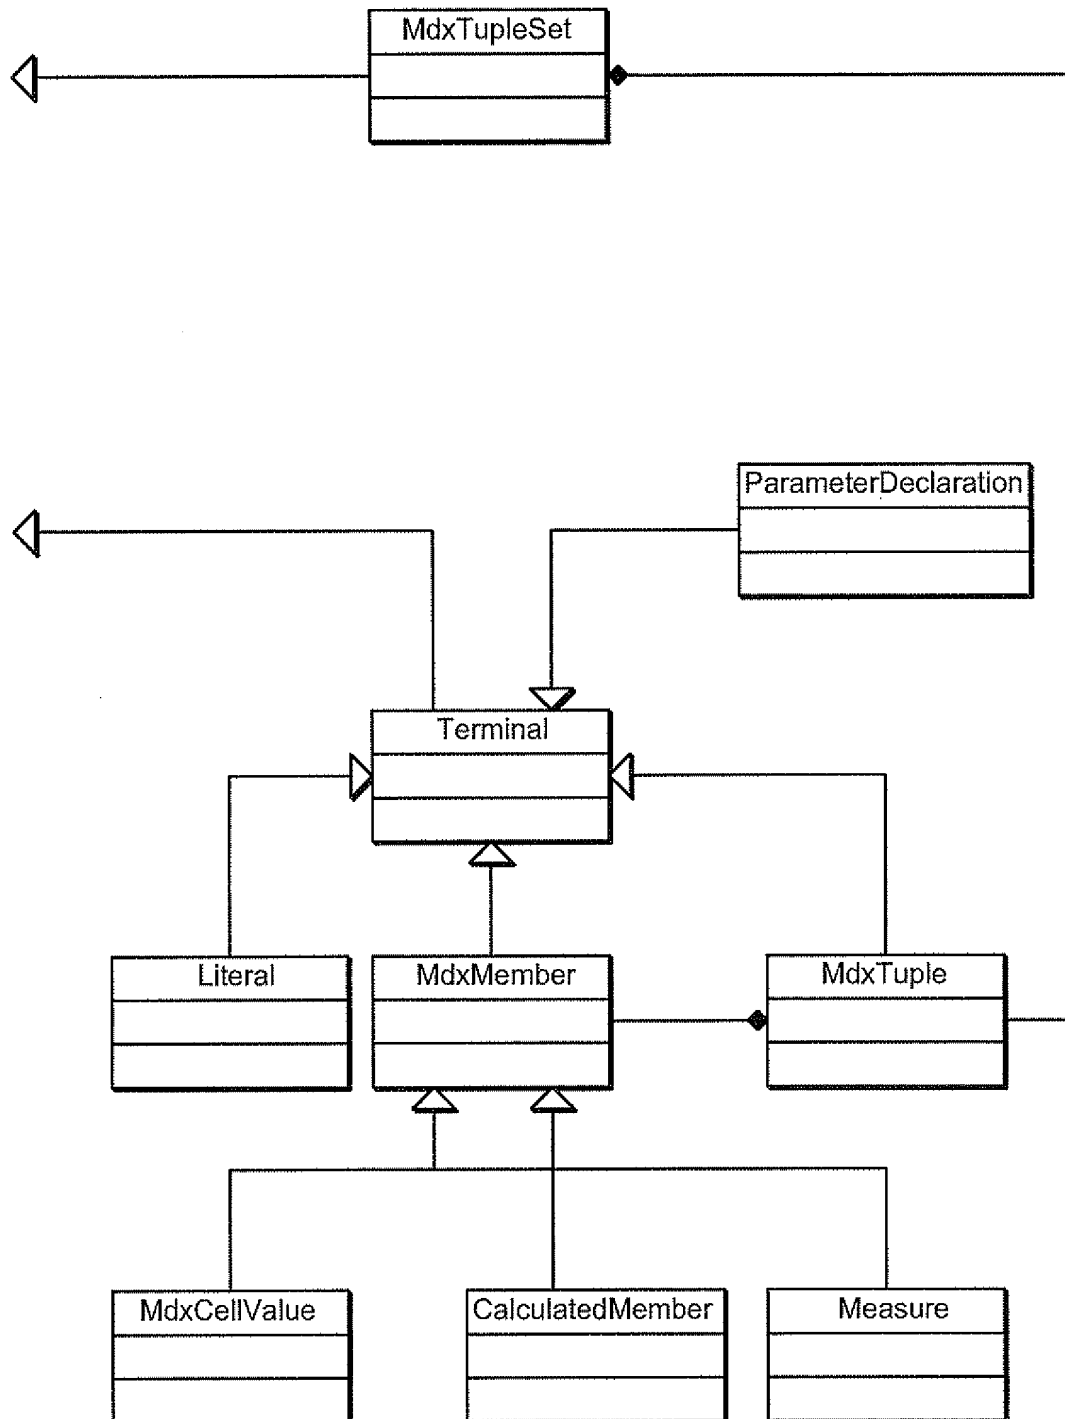 MdxTupleSet
ParameterDeclaration
Terminal
Literal
MdxMember
MdxTuple
MdxCellValue
CalculatedMember
Measure